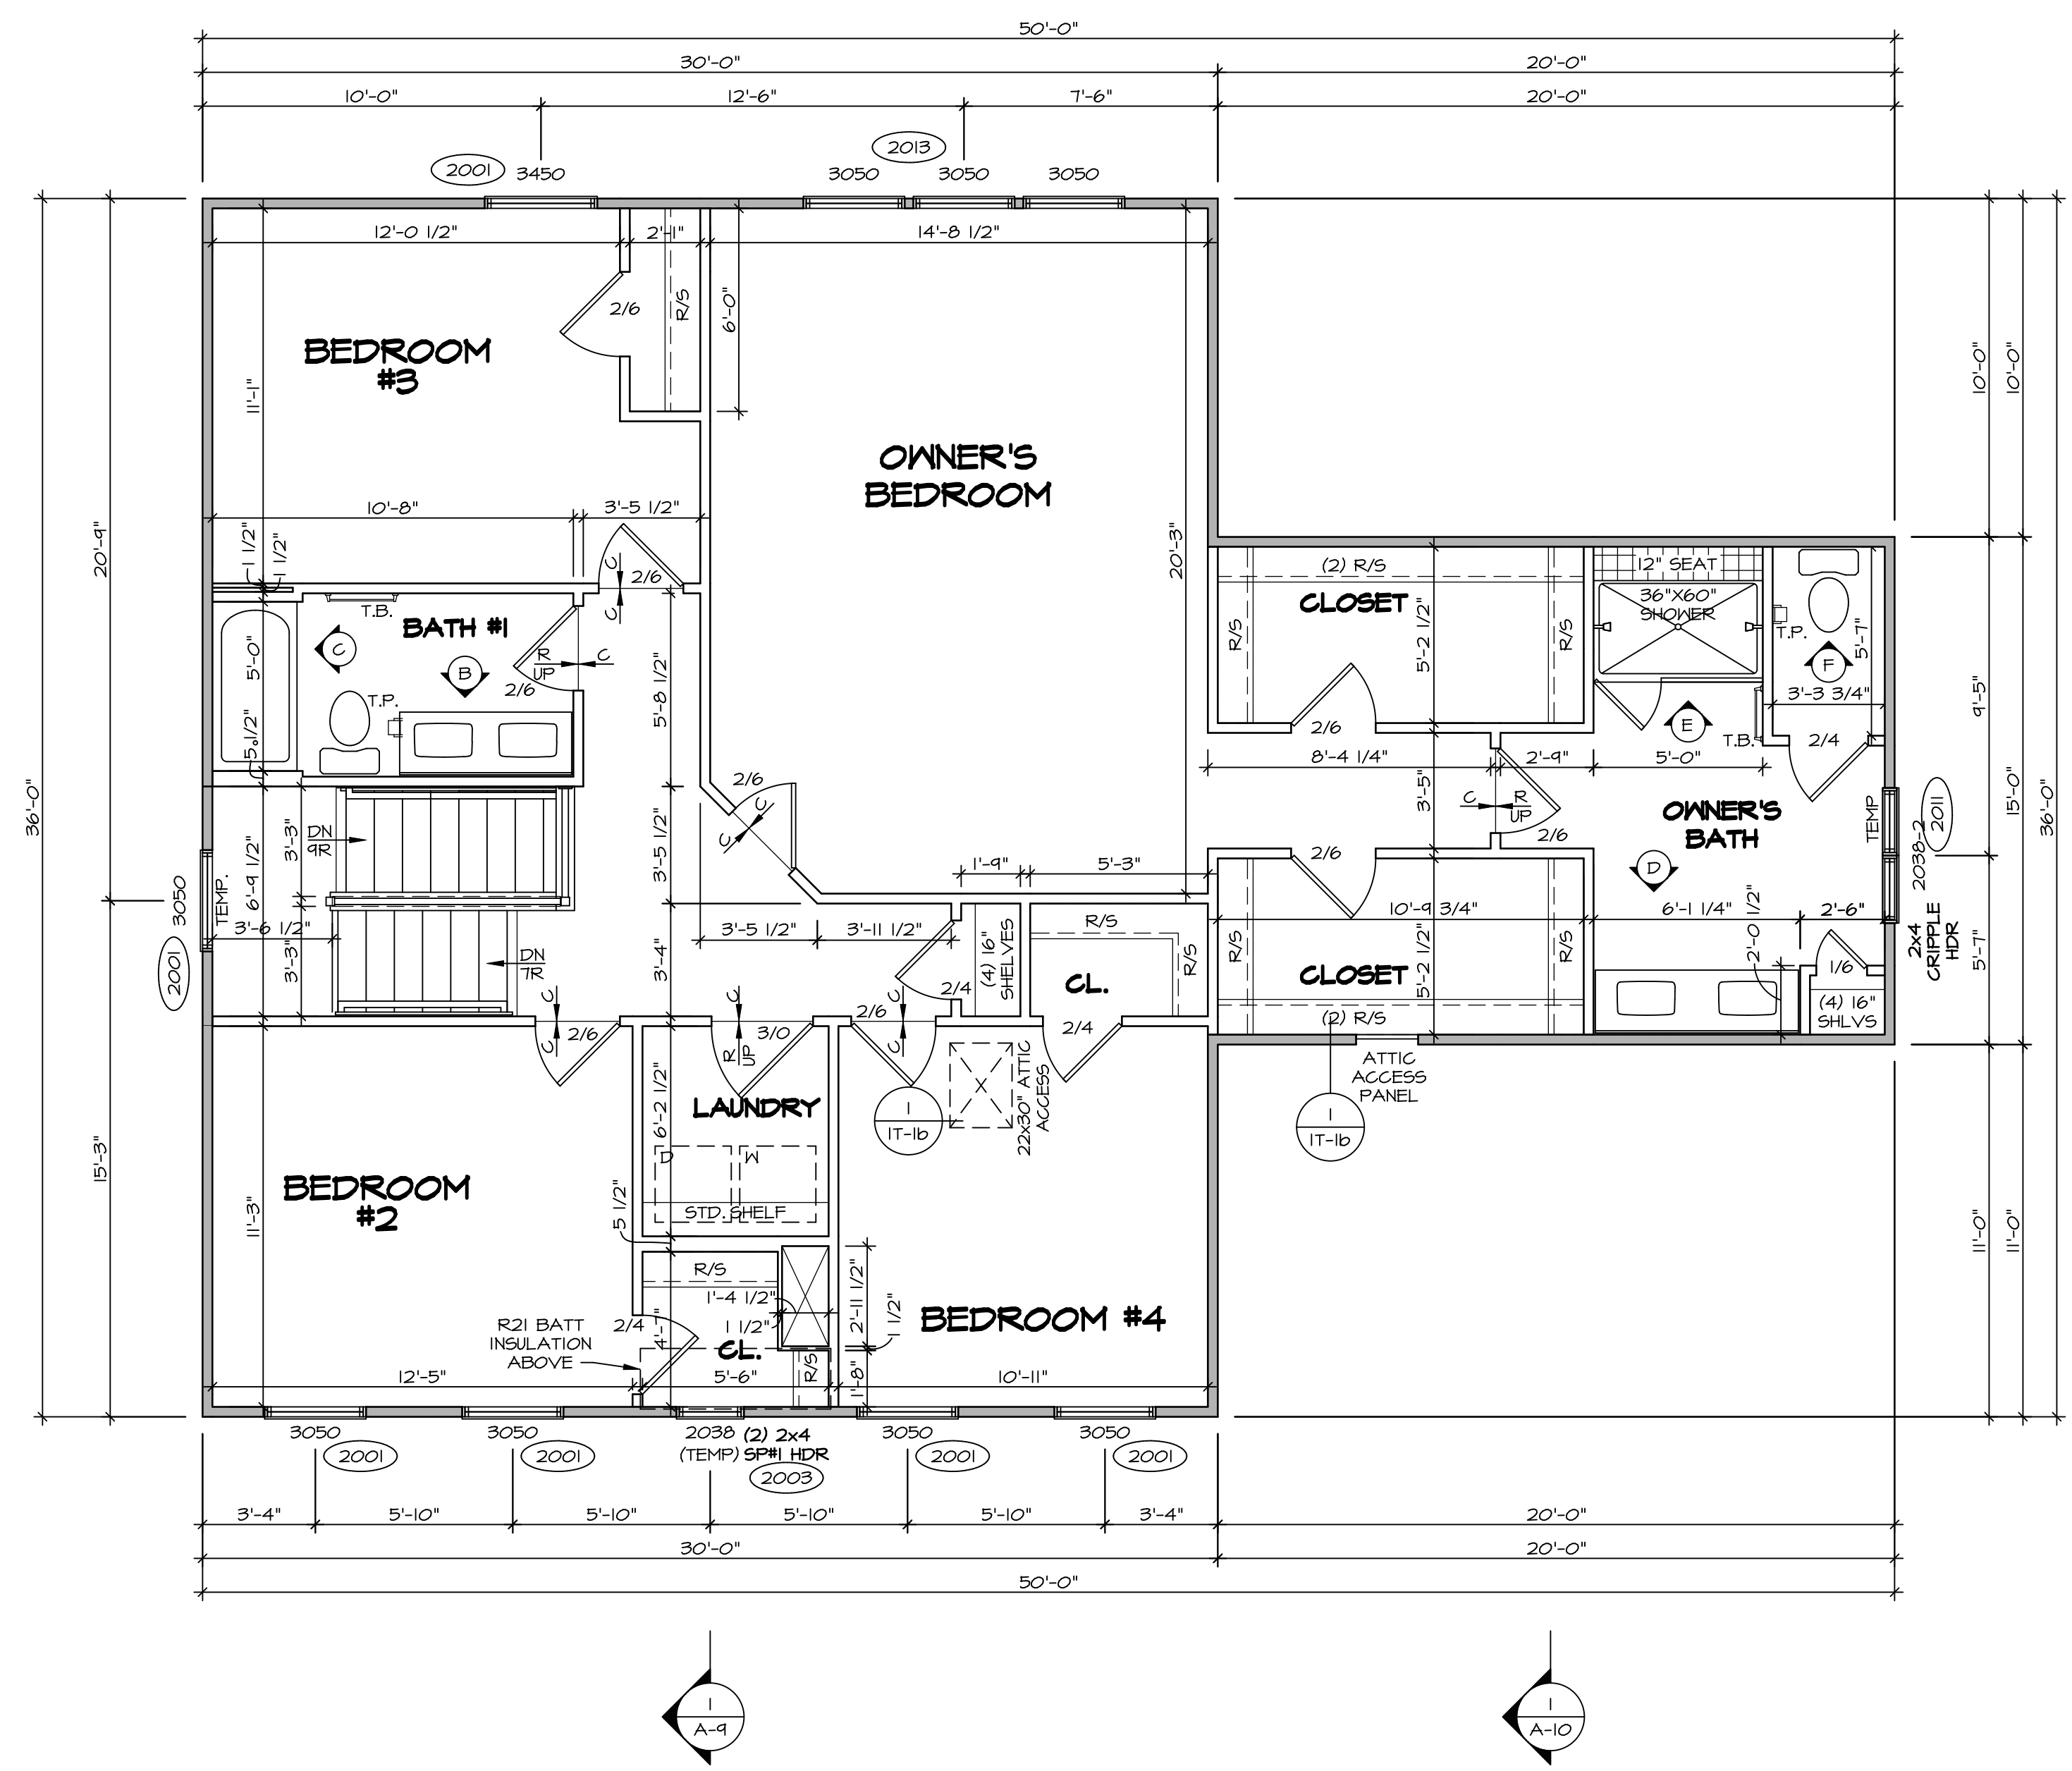 50'-0"
30'-0"
20'-0"
10'-0"
12'-6"
7'-6"
20'-0"
2001
3450
2013
3050
3050
3050
12'-0 1/2"
2'-1"
14'-8 1/2"
2/6
R/S
6'-0"
BEDROOM
#3
11'-1"
OWNER'S
BEDROOM
10'-8"
3'-5 1/2"
20'-9"
36'-0"
1 1/2"
1 1/2"
C
C
2/6
20'-3"
10'-0"
10'-0"
36'-0"
T.B.
BATH #1
C
B
R
UP
C
2/6
T.P.
5'-0"
5 1/2"
5'-8 1/2"
(2) R/S
CLOSET
R/S
R/S
5'-2 1/2"
2/6
12" SEAT
36"X60"
SHOWER
T.P.
F
5'-7"
3'-3 3/4"
E
T.B.
2/4
9'-5"
8'-4 1/4"
2'-9"
5'-0"
3'-5"
C
R
UP
2/6
OWNER'S
BATH
TEMP
2038-2
2011
15'-0"
2/6
C
C
DN
9R
3'-3"
6'-9 1/2"
3'-5 1/2"
TEMP.
3050
2001
3'-6 1/2"
3'-3"
DN
7R
3'-4"
3'-5 1/2"
3'-11 1/2"
1'-9"
5'-3"
(4) 16"
SHELVES
R/S
R/S
CL.
2/4
2/4
2/6
10'-9 3/4"
R/S
R/S
CLOSET
5'-2 1/2"
(2) R/S
D
6'-1 1/4"
2'-0 1/2"
2'-6"
1/6
(4) 16"
SHLVS
2x4
CRIPPLE
HDR
5'-7"
C
C
2/6
C
R
UP
3/0
2/6
C
C
ATTIC
ACCESS
PANEL
1
1T-1b
1
1T-1b
X
22x30" ATTIC
ACCESS
6'-2 1/2"
LAUNDRY
D
W
STD. SHELF
5 1/2"
15'-3"
BEDROOM
#2
11'-3"
11'-0"
11'-0"
R/S
1'-4 1/2"
1 1/2"
2'-11 1/2"
1 1/2"
BEDROOM #4
R21 BATT
INSULATION
ABOVE
2/4
4'-7"
CL.
R/S
1'-8"
12'-5"
5'-6"
10'-11"
3050
2001
3050
2001
2038 (2) 2x4
(TEMP) SP#1 HDR
2003
3050
2001
3050
2001
3'-4"
5'-10"
5'-10"
5'-10"
5'-10"
3'-4"
20'-0"
30'-0"
20'-0"
50'-0"
1
A-9
1
A-10